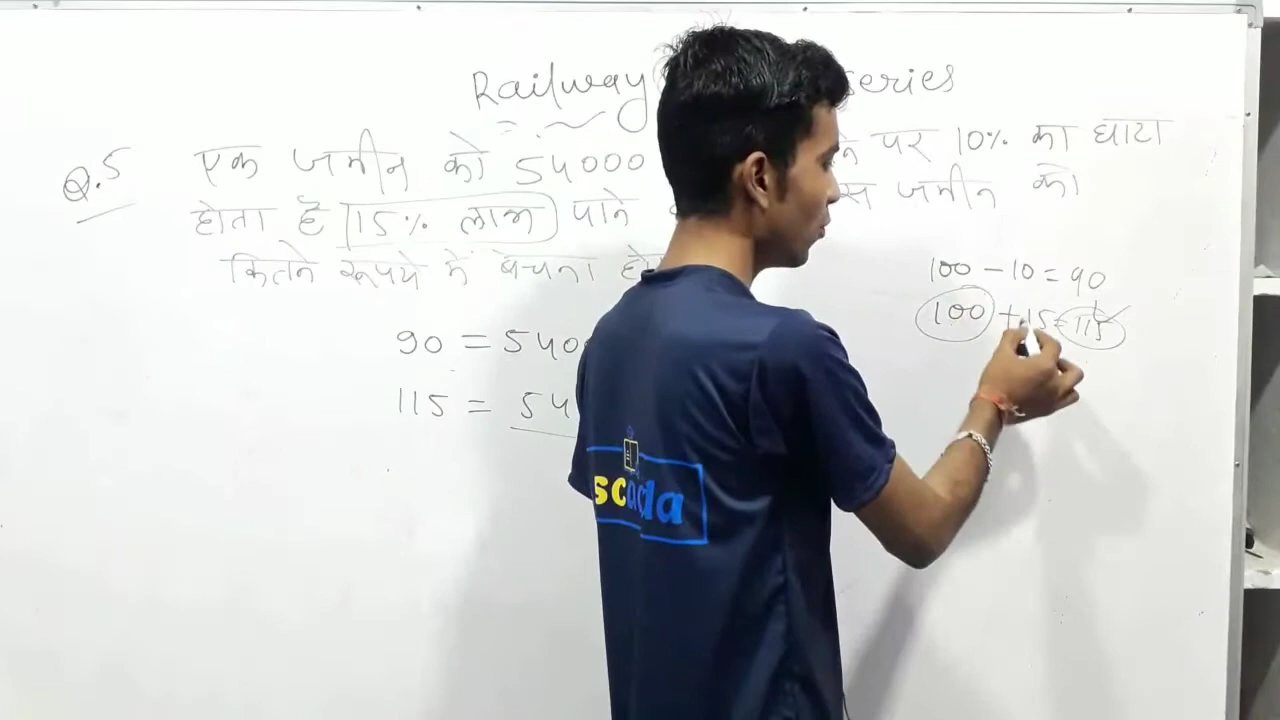 Railway series
Q.5 एक जमीन को 54000 पर 10% का घाटा
होता है 15% लाभ पाने जमीन को
कितने रूपये में बेचना
100 - 10 = 90
100 + 15 = 115
90 = 540
115 = 54
scada